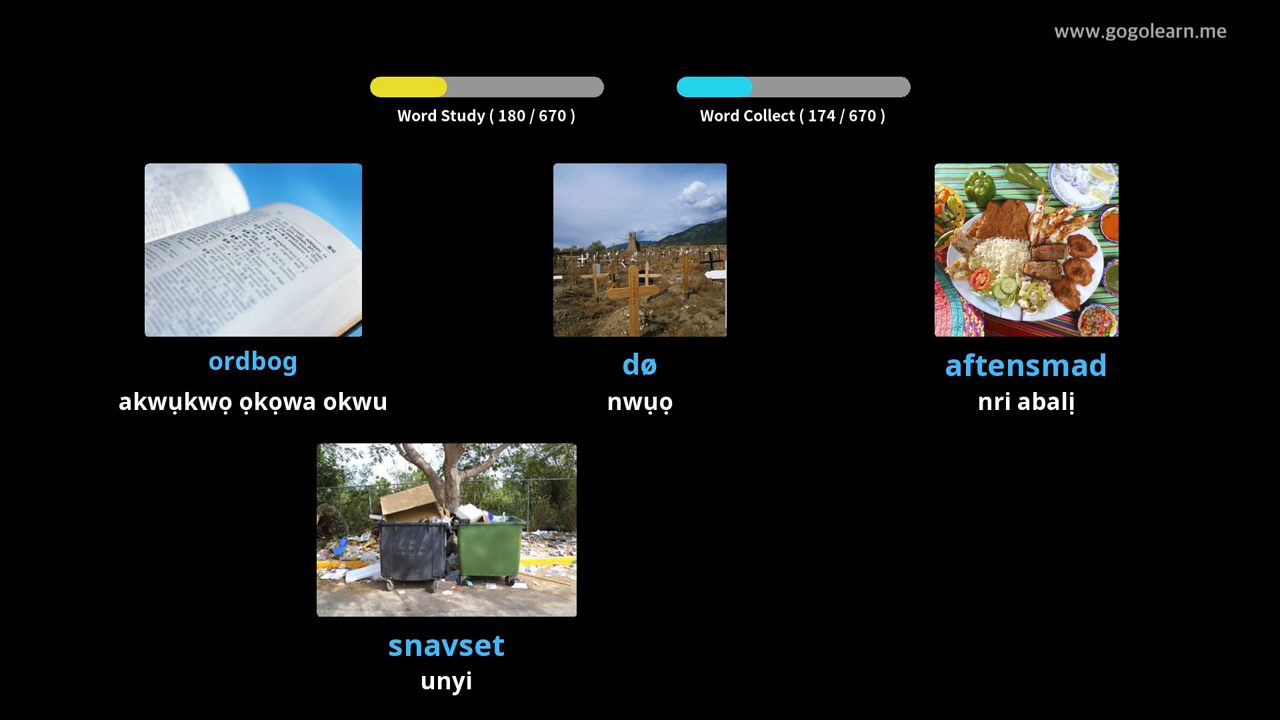 www.gogolearn.me
Word Study ( 180 / 670 )
Word Collect ( 174 / 670 )
ordbog
akwụkwọ ọkọwa okwu
dø
nwụọ
aftensmad
nri abalị
snavset
unyi